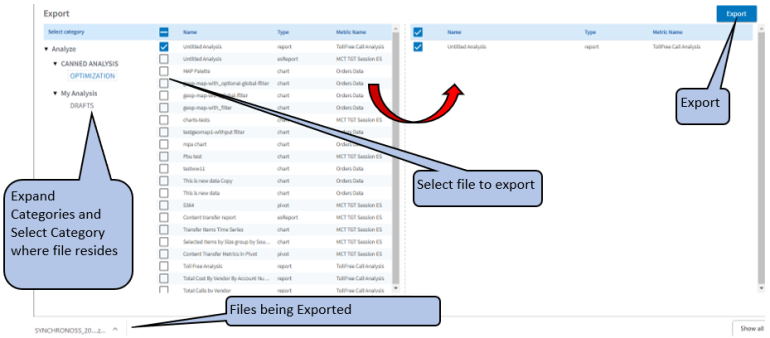 Export
Export
Select category
Name Type Metric Name
Name Type Metric Name
Analyze
CANNED ANALYSIS
OPTIMIZATION
My Analysis
DRAFTS
Untitled Analysis report TollFree Call Analysis
Untitled Analysis esReport MCT TGT Session ES
MAP Palette chart Orders Data
geop-map-with_optional-global-filter chart Orders Data
filter chart Orders Data
geop-map-with_filter chart Orders Data
charts-tests chart MCT TGT Session ES
testgeomap1-withput filter chart Orders Data
mpa chart chart Orders Data
Phu test chart MCT TGT Session ES
testnew11 chart Orders Data
This is new data Copy chart Orders Data
This is new data chart Orders Data
pivot MCT TGT Session ES
Content transfer report esReport MCT TGT Session ES
Transfer Items Time Series chart MCT TGT Session ES
Selected Items by Size group by Sea... chart MCT TGT Session ES
Content Transfer Metrics in Pivot pivot MCT TGT Session ES
Toll Free Analysis report TollFree Call Analysis
Total Cost By Vendor By Account Nu... report TollFree Call Analysis
Total Calls by Vendor report TollFree Call Analysis
Untitled Analysis report TollFree Call Analysis
Export
Select file to export
Expand
Categories and
Select Category
where file resides
Files being Exported
SYNCHRONOSS_20....z...
Show all